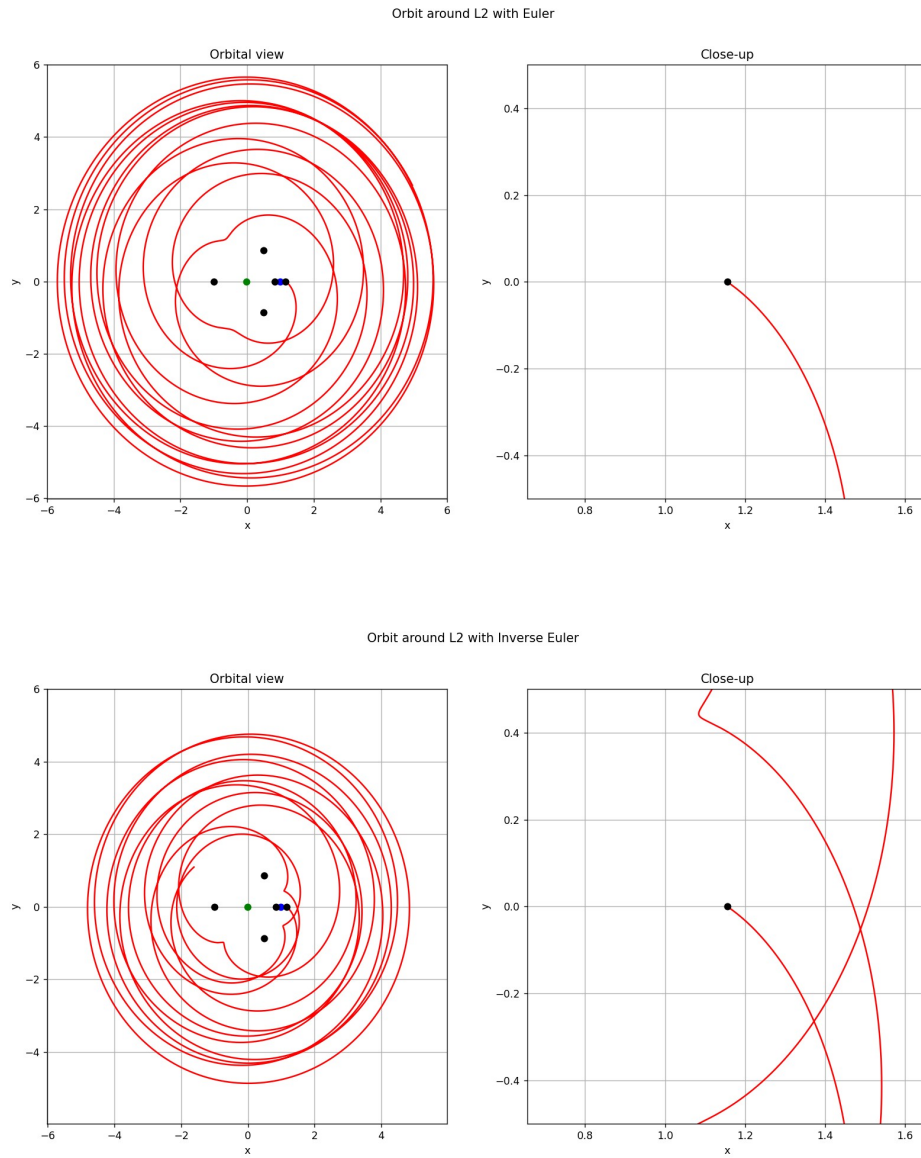 Orbit around L2 with Euler
Orbital view
Close-up
6
4
2
0
−2
−4
−6
y
−6 −4 −2 0 2 4 6
x
0.4
0.2
0.0
−0.2
−0.4
y
0.8 1.0 1.2 1.4 1.6
x
Orbit around L2 with Inverse Euler
Orbital view
Close-up
6
4
2
0
−2
−4
y
−6 −4 −2 0 2 4
x
0.4
0.2
0.0
−0.2
−0.4
y
0.8 1.0 1.2 1.4 1.6
x